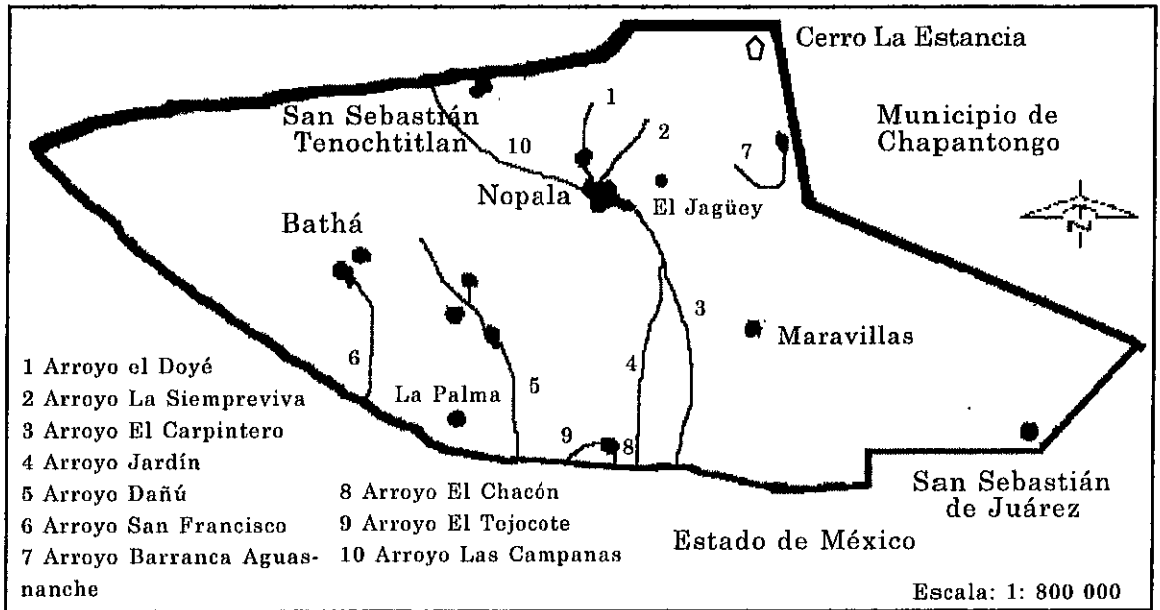 Cerro La Estancia
Municipio de
Chapantongo
N
San Sebastián
Tenochtitlan
1
2
10
7
Nopala
El Jagüey
Bathá
3
Maravillas
6
4
5
La Palma
9
8
1 Arroyo el Doyé
2 Arroyo La Siempreviva
3 Arroyo El Carpintero
4 Arroyo Jardín
5 Arroyo Dañú
6 Arroyo San Francisco
7 Arroyo Barranca Aguas-
nanche
8 Arroyo El Chacón
9 Arroyo El Tejocote
10 Arroyo Las Campanas
San Sebastián
de Juárez
Estado de México
Escala: 1: 800 000